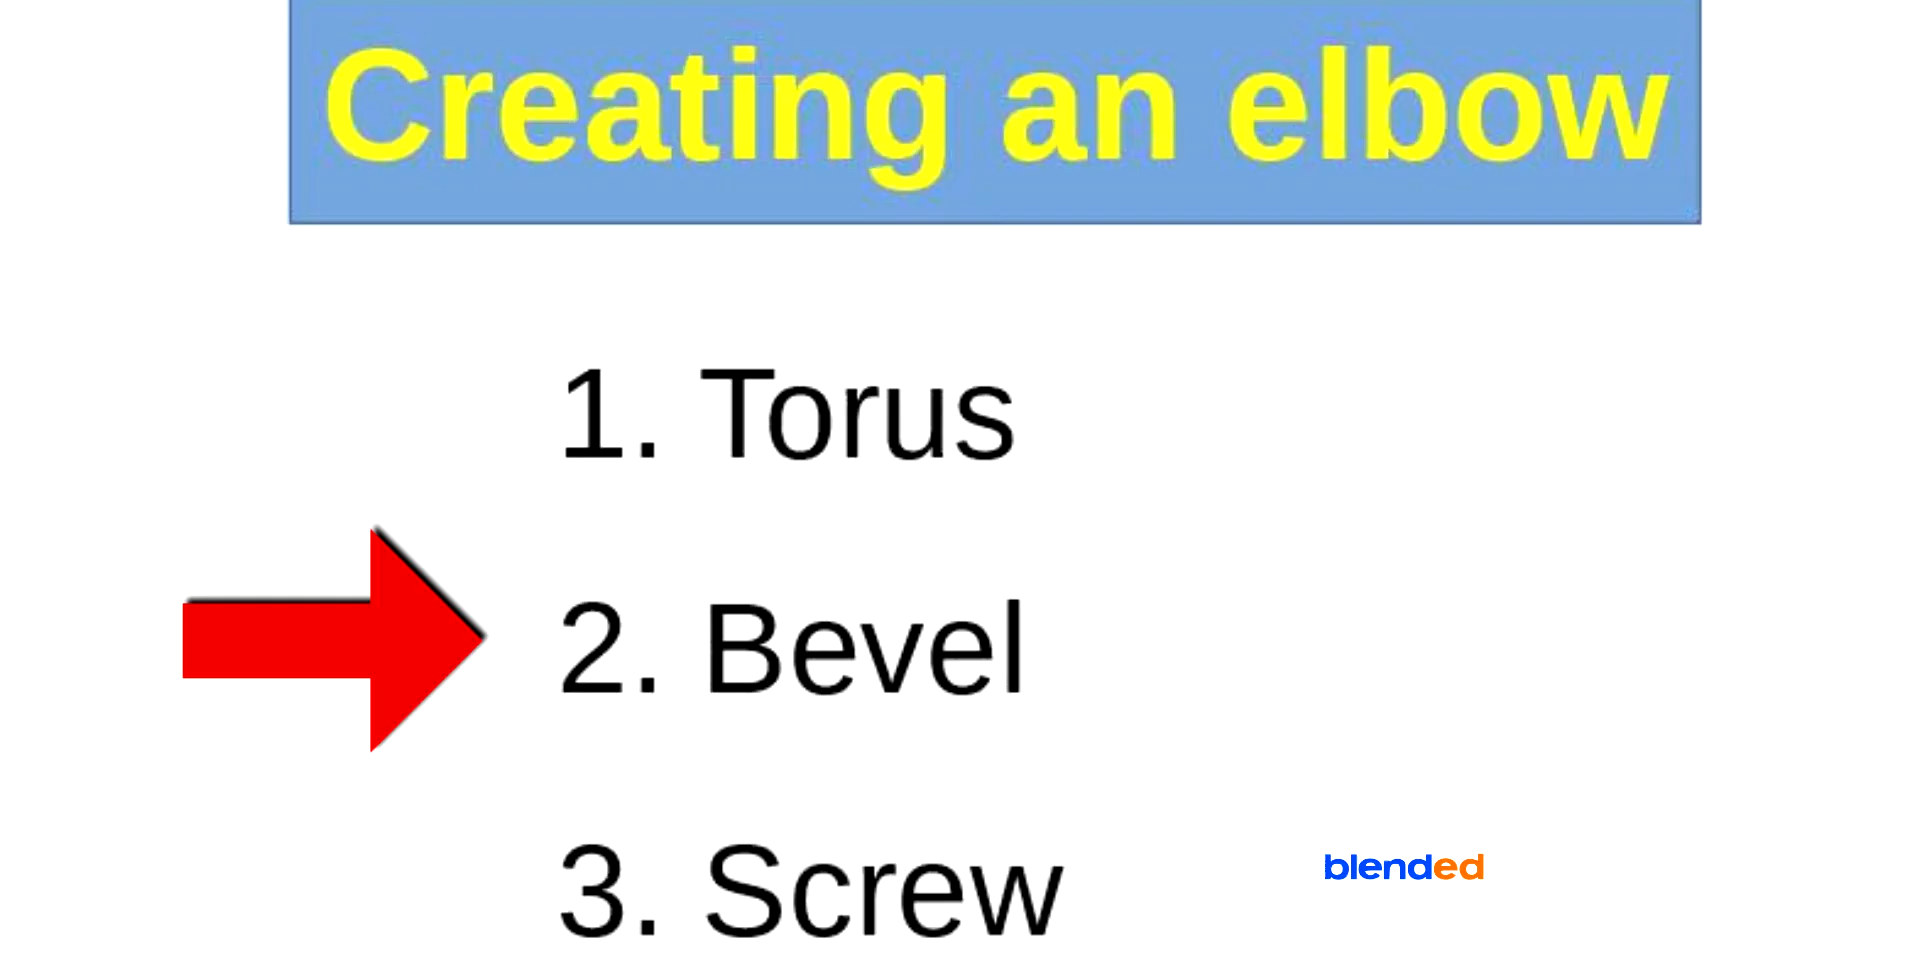 Creating an elbow
1. Torus
2. Bevel
3. Screw
blended